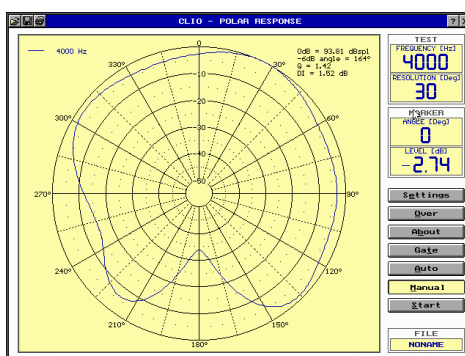 CLIO - POLAR RESPONSE
?
4000 Hz
0dB = 93.81 dBspl
-6dB angle = 164°
Q = 1.42
DI = 1.52 dB
0
30°
60°
90°
120°
150°
180°
210°
240°
270°
300°
330°
-10
-20
-30
-40
-50
TEST
FREQUENCY [Hz]
4000
RESOLUTION [Deg]
30
MARKER
ANGLE [Deg]
0
LEVEL [dB]
-2.74
Settings
Over
About
Gate
Auto
Manual
Start
FILE
NONAME